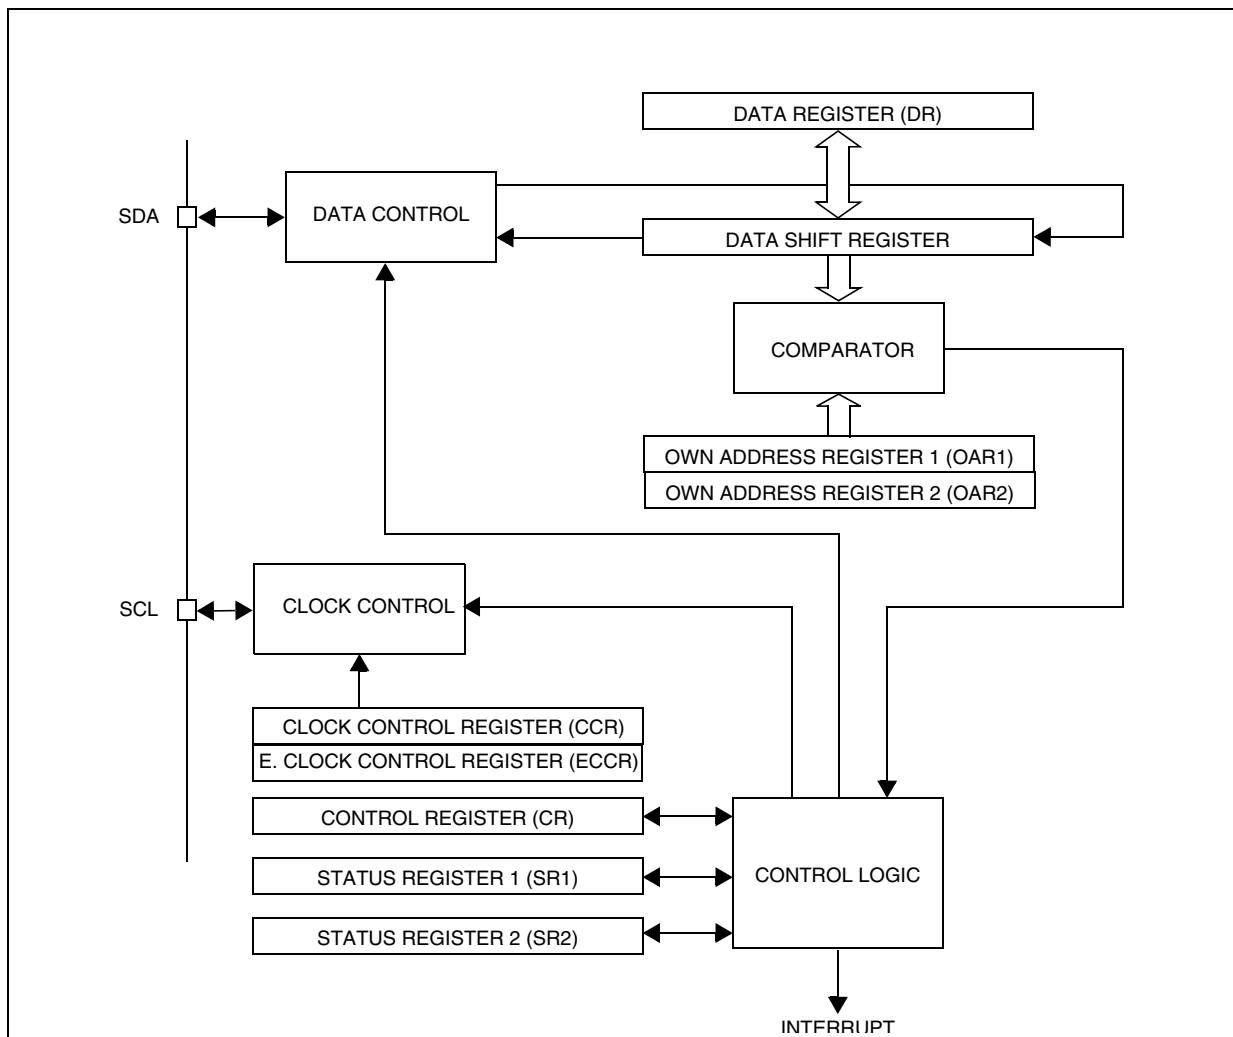 DATA REGISTER (DR)
SDA
DATA CONTROL
DATA SHIFT REGISTER
COMPARATOR
OWN ADDRESS REGISTER 1 (OAR1)
OWN ADDRESS REGISTER 2 (OAR2)
SCL
CLOCK CONTROL
CLOCK CONTROL REGISTER (CCR)
E. CLOCK CONTROL REGISTER (ECCR)
CONTROL REGISTER (CR)
STATUS REGISTER 1 (SR1)
CONTROL LOGIC
STATUS REGISTER 2 (SR2)
INTERRUPT